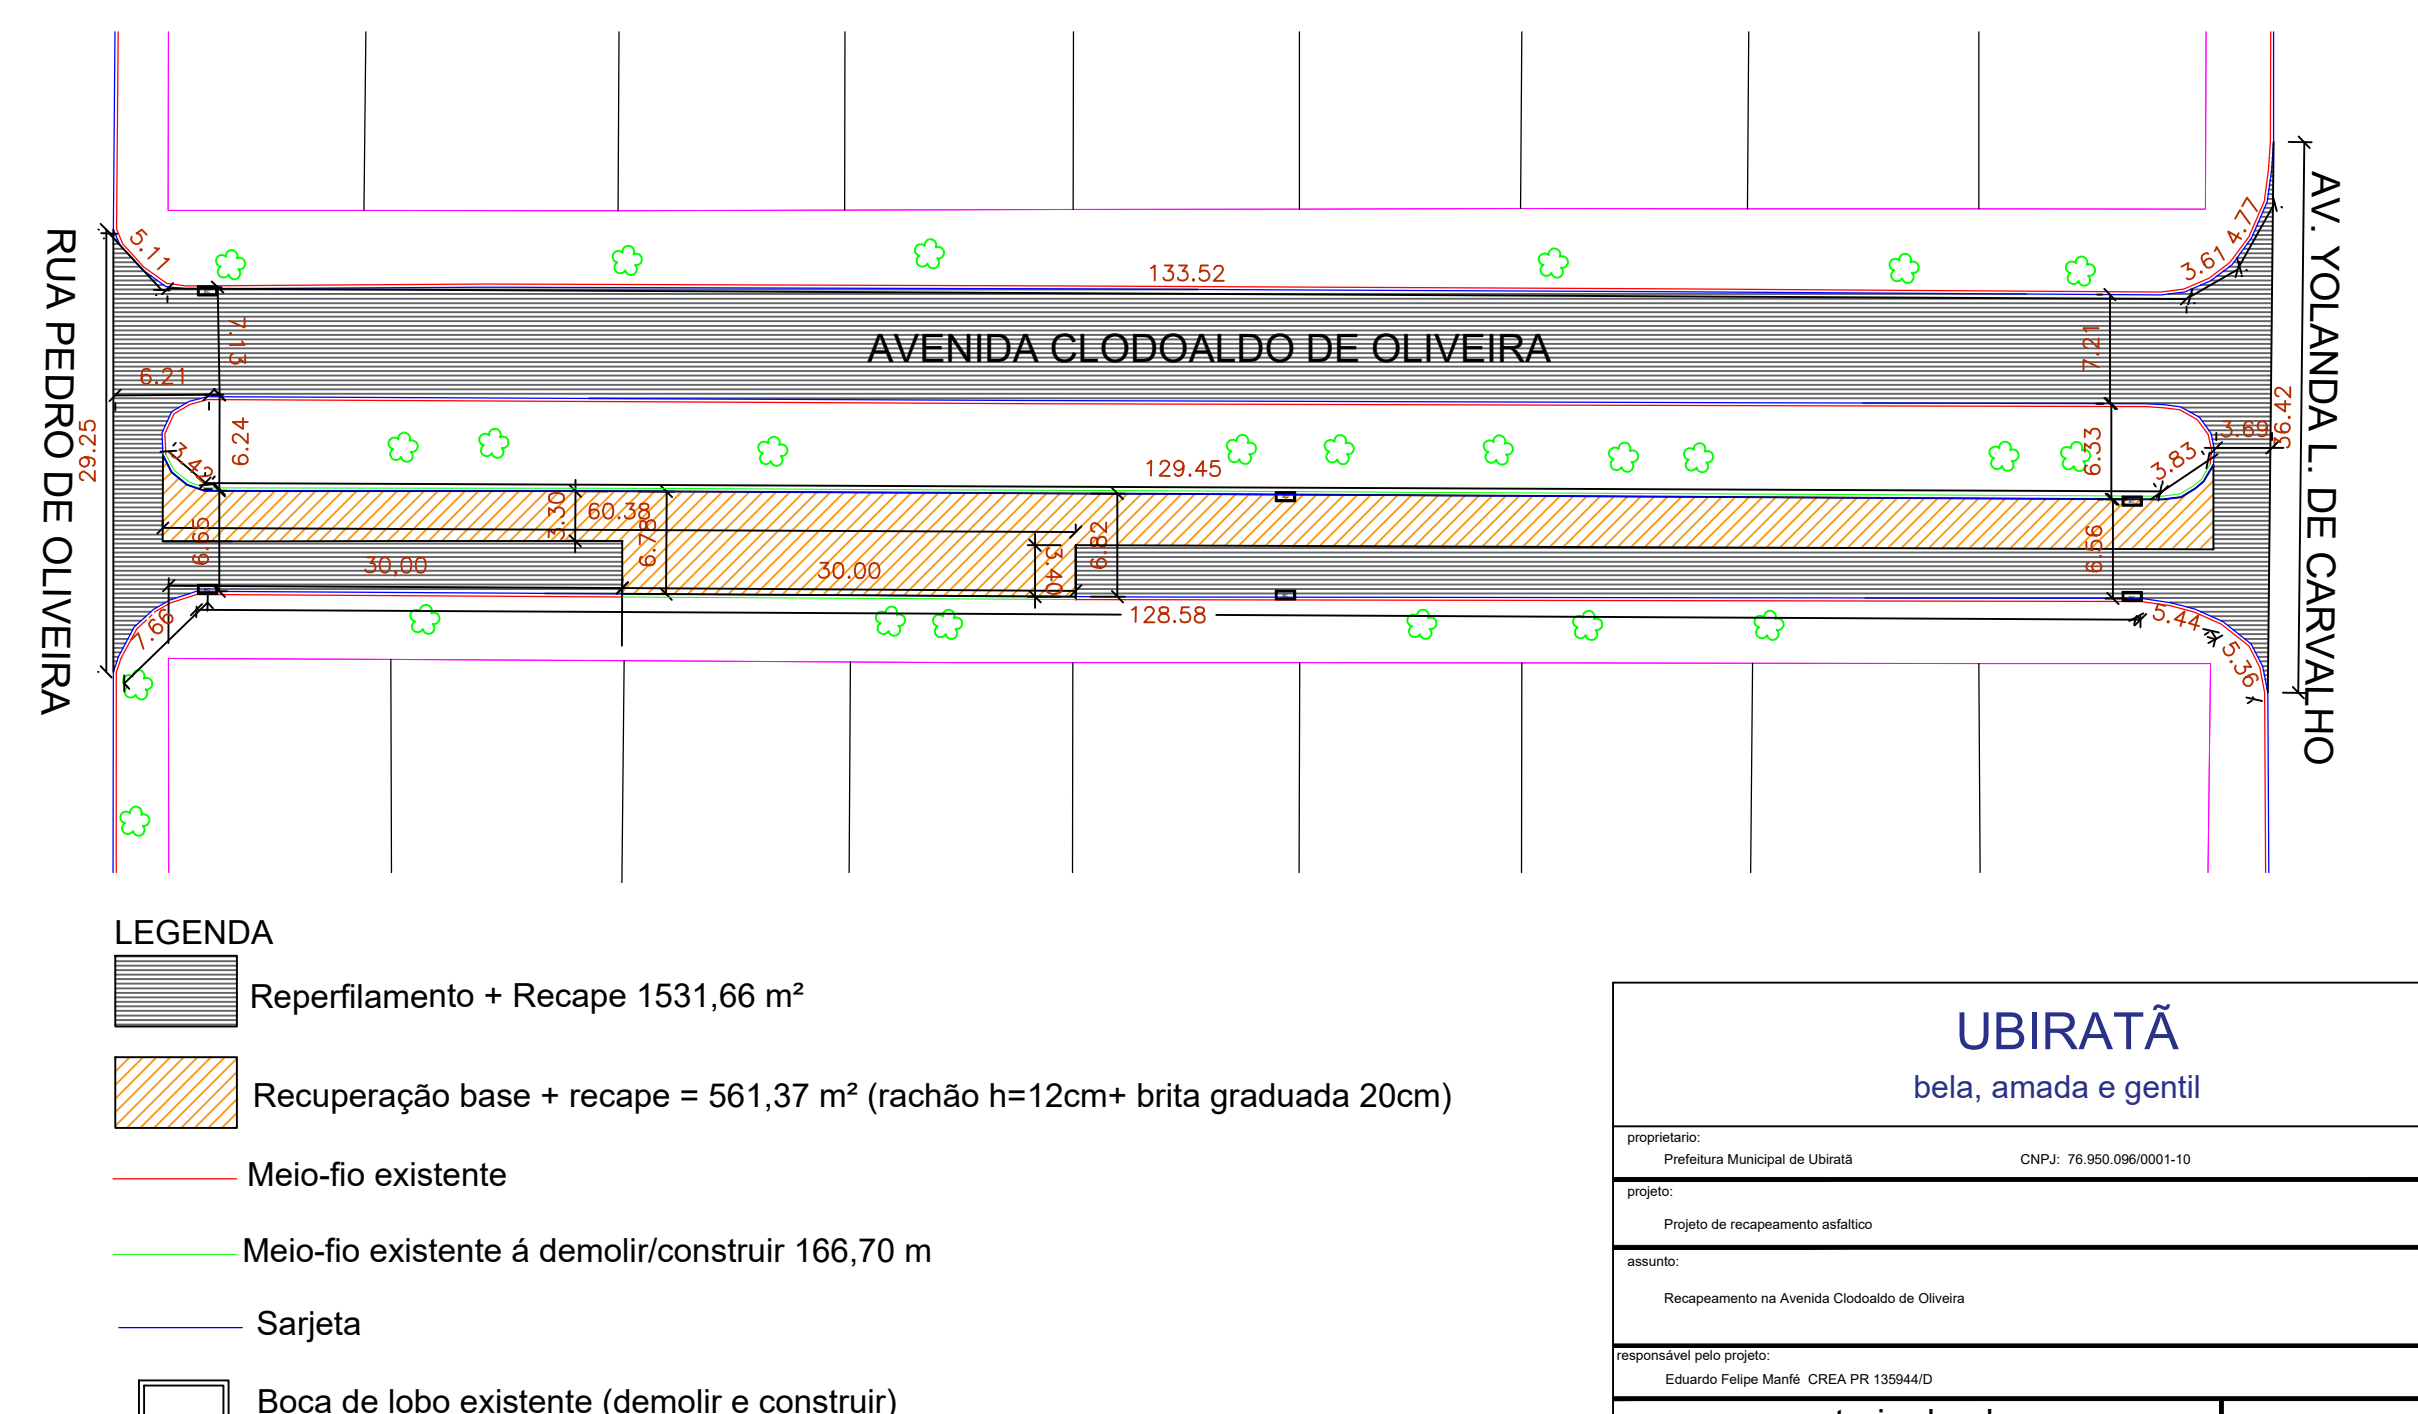 5.11
133.52
3.61
4.77
AV. YOLANDA L. DE CARVALHO
RUA PEDRO DE OLIVEIRA
7.13
AVENIDA CLODOALDO DE OLIVEIRA
7.21
6.21
29.25
6.24
36.42
3.69
3.42
129.45
6.33
3.83
3.30
60.38
6.78
6.65
6.82
6.56
30,00
30.00
3.40
7.66
128.58
5.44
5.36
LEGENDA
Reperfilamento + Recape 1531,66 m²
Recuperação base + recape = 561,37 m² (rachão h=12cm+ brita graduada 20cm)
Meio-fio existente
Meio-fio existente á demolir/construir 166,70 m
Sarjeta
Boca de lobo existente (demolir e construir)
UBIRATÃ
bela, amada e gentil
proprietario:
Prefeitura Municipal de Ubiratã CNPJ: 76.950.096/0001-10
projeto:
Projeto de recapeamento asfaltico
assunto:
Recapeamento na Avenida Clodoaldo de Oliveira
responsável pelo projeto:
Eduardo Felipe Manfé CREA PR 135944/D